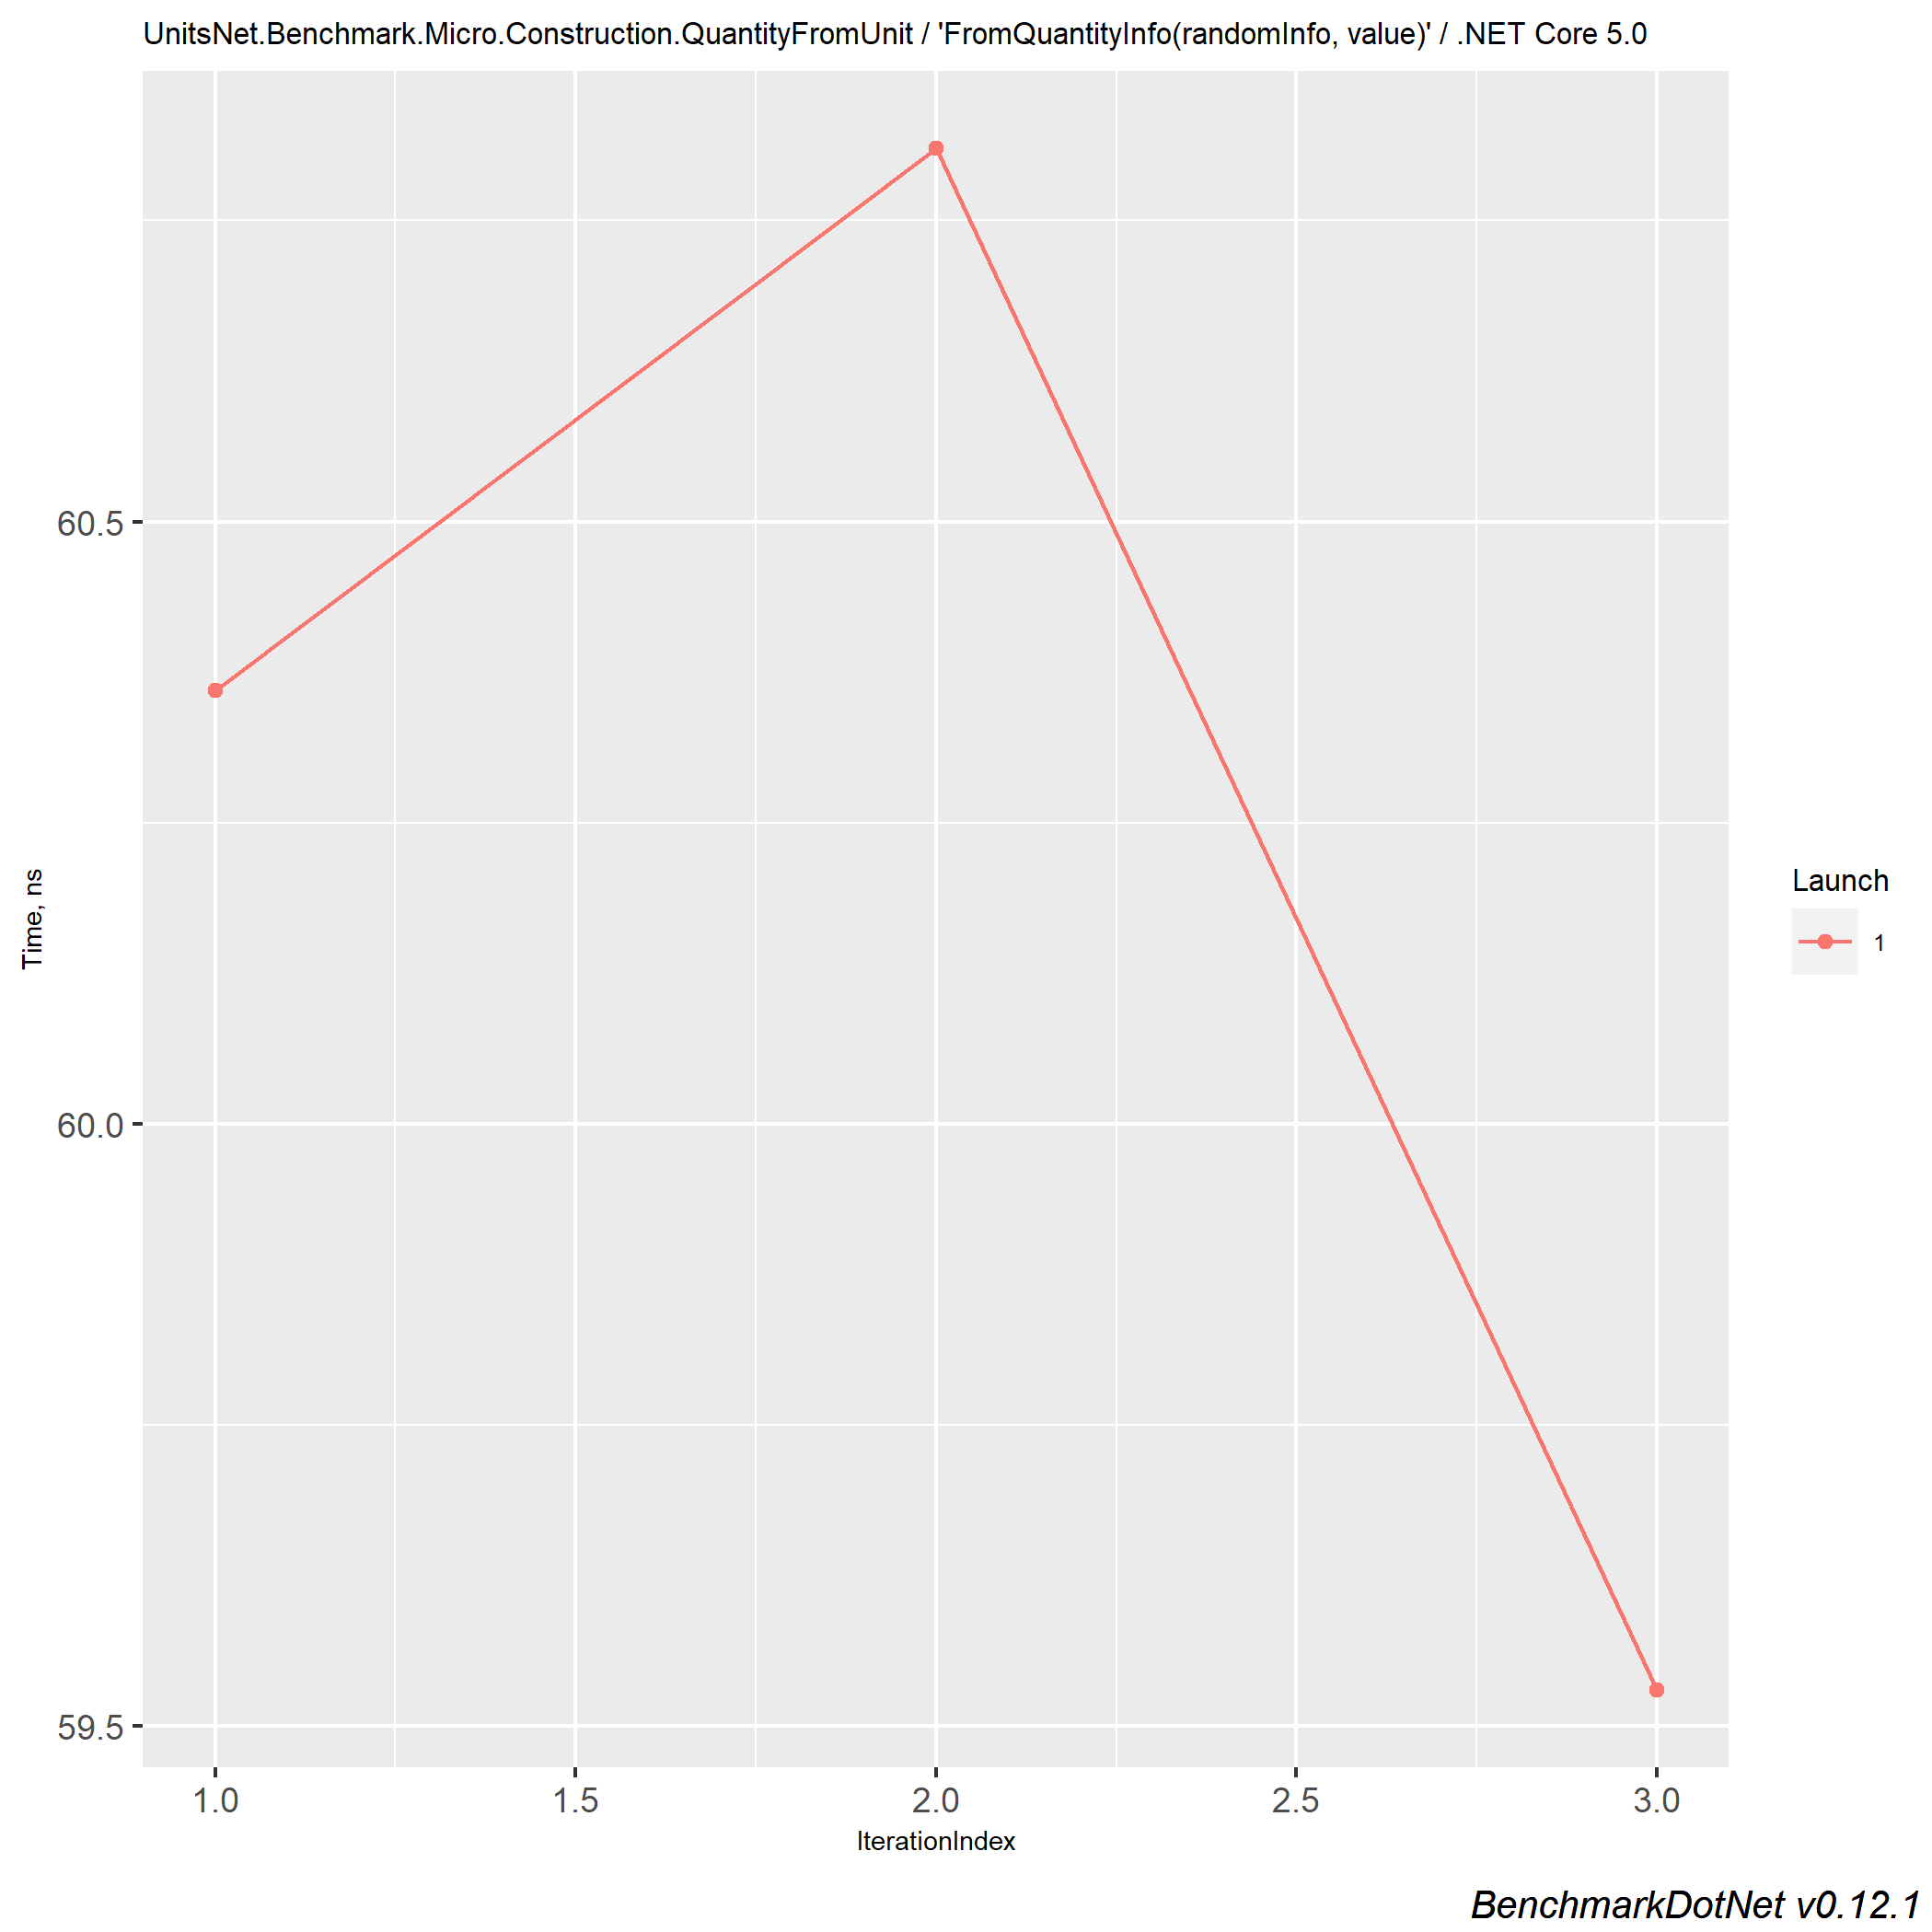 UnitsNet.Benchmark.Micro.Construction.QuantityFromUnit / 'FromQuantityInfo(randomInfo, value)' / .NET Core 5.0
60.5
60.0
59.5
Time, ns
1.0 1.5 2.0 2.5 3.0
IterationIndex
Launch
1
BenchmarkDotNet v0.12.1